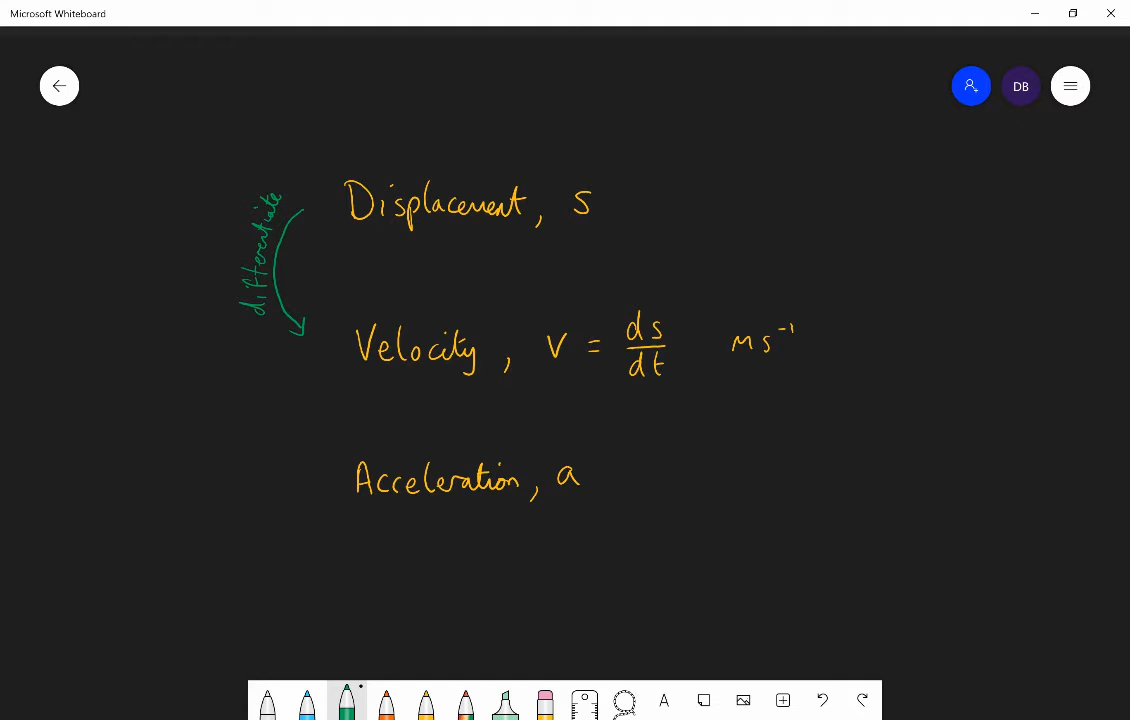 Microsoft Whiteboard
DB
Displacement, s
differentiate
Velocity, v = ds/dt ms⁻¹
Acceleration, a
A